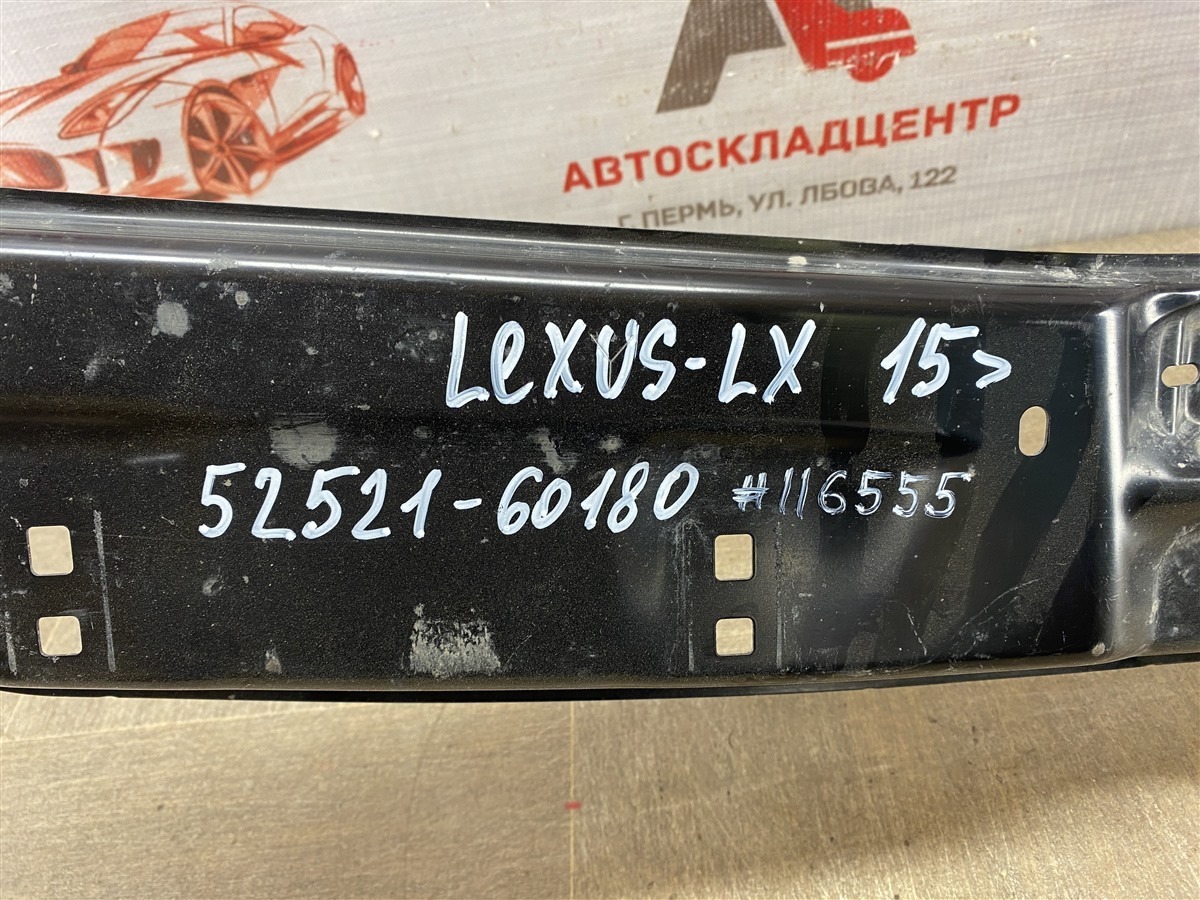 АВТОСКЛАДЦЕНТР
Г. ПЕРМЬ, УЛ. ЛБОВА, 122
Lexus-LX 15>
52521-60180 #116555